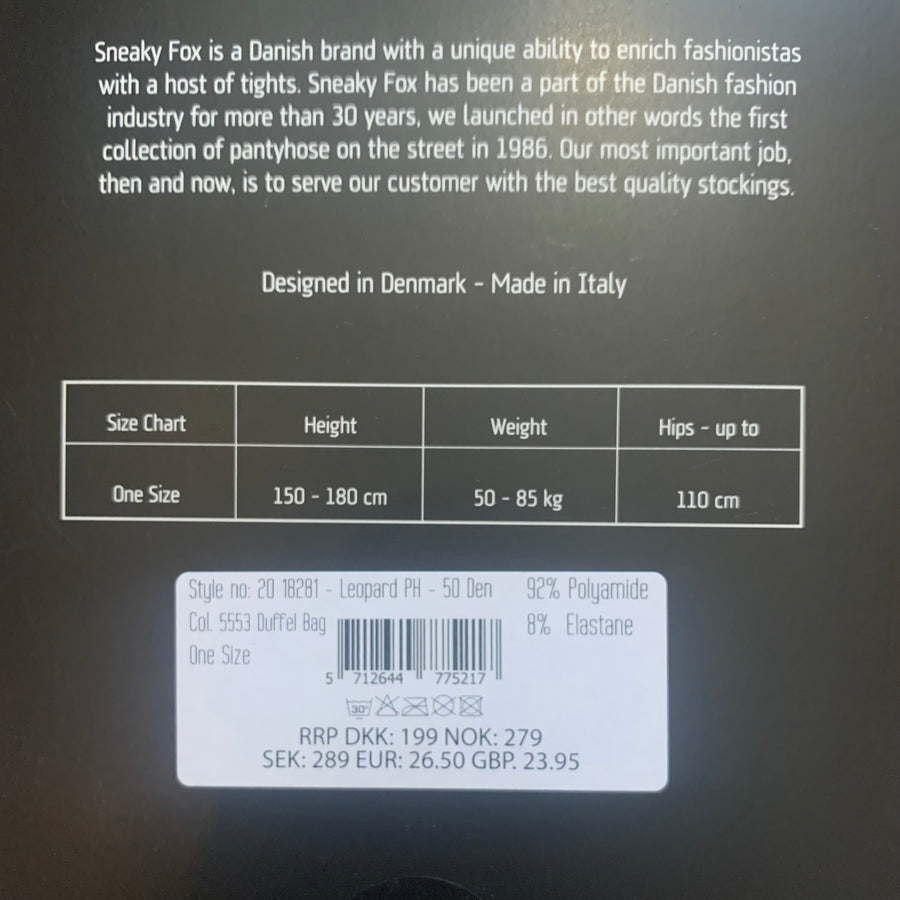 Sneaky Fox is a Danish brand with a unique ability to enrich fashionistas
with a host of tights. Sneaky Fox has been a part of the Danish fashion
industry for more than 30 years, we launched in other words the first
collection of pantyhose on the street in 1986. Our most important job,
then and now, is to serve our customer with the best quality stockings.
Designed in Denmark - Made in Italy
Size Chart Height Weight Hips - up to
One Size 150 - 180 cm 50 - 85 kg 110 cm
Style no: 20 18281 - Leopard PH - 50 Den 92% Polyamide
Col. 5553 Duffel Bag 8% Elastane
One Size
5 712644 775217
30°
RRP DKK: 199 NOK: 279
SEK: 289 EUR: 26.50 GBP. 23.95